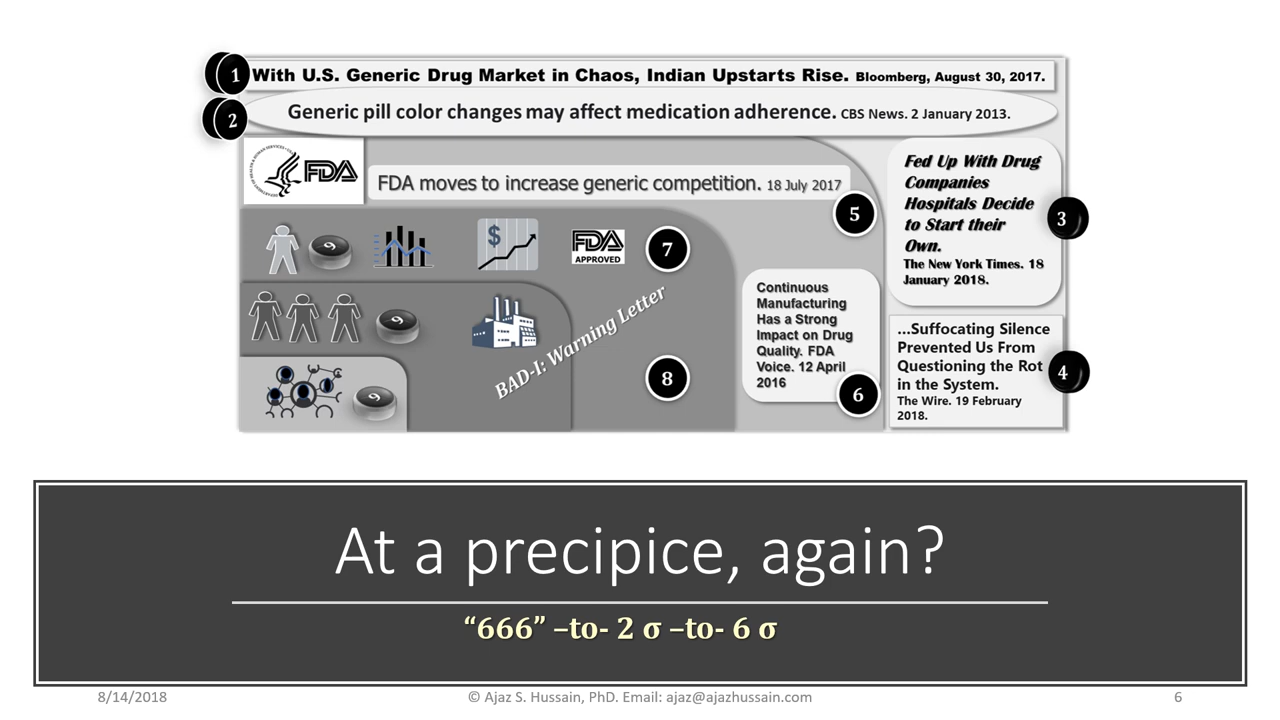 1
With U.S. Generic Drug Market in Chaos, Indian Upstarts Rise. Bloomberg, August 30, 2017.
2
Generic pill color changes may affect medication adherence. CBS News. 2 January 2013.
FDA
FDA moves to increase generic competition. 18 July 2017
5
Fed Up With Drug
Companies
Hospitals Decide
to Start their
Own.
The New York Times. 18
January 2018.
3
9
$
FDA
APPROVED
7
9
BAD-I: Warning Letter
8
9
Continuous
Manufacturing
Has a Strong
Impact on Drug
Quality. FDA
Voice. 12 April
2016
6
...Suffocating Silence
Prevented Us From
Questioning the Rot
in the System.
The Wire. 19 February
2018.
4
At a precipice, again?
“666” –to- 2 σ –to- 6 σ
8/14/2018
© Ajaz S. Hussain, PhD. Email: ajaz@ajazhussain.com
6